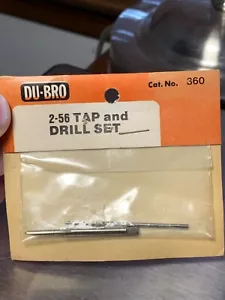 DU-BRO
Cat. No. 360
2-56 TAP and
DRILL SET